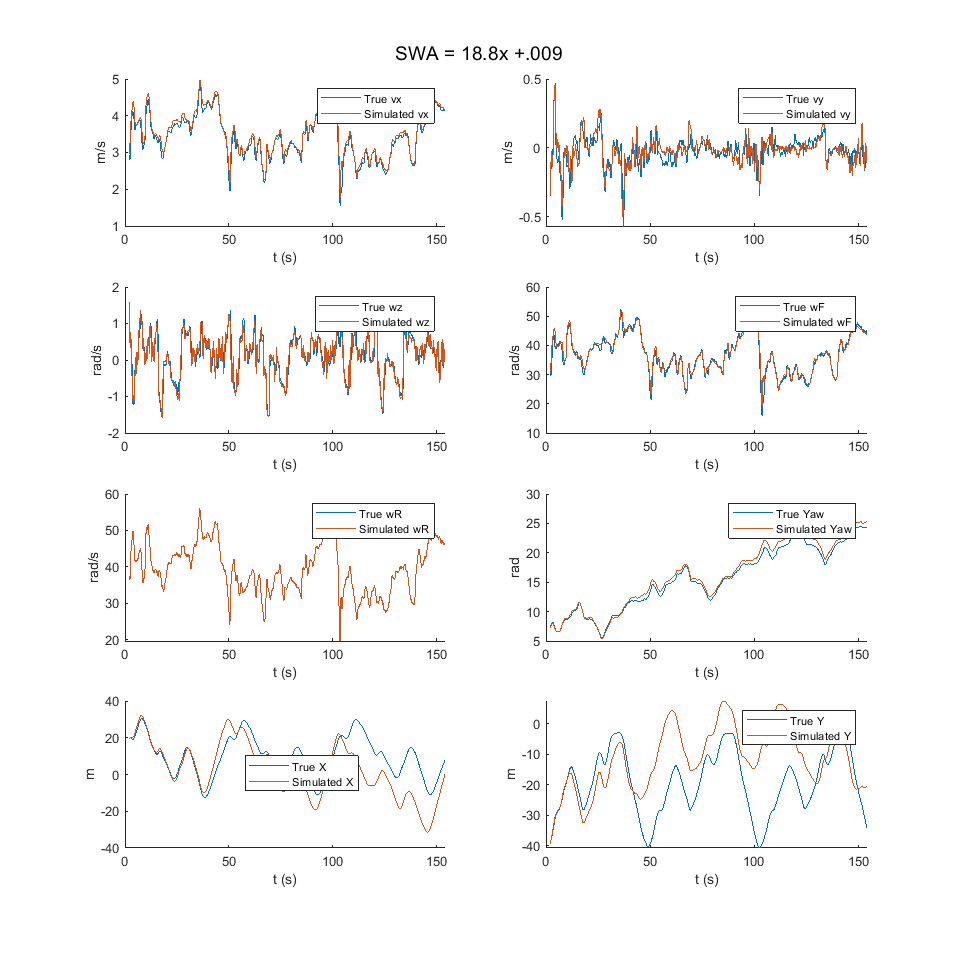 SWA = 18.8x +.009
5
4
3
2
1
m/s
0
50
100
150
t (s)
True vx
Simulated vx
0.5
0
-0.5
m/s
0
50
100
150
t (s)
True vy
Simulated vy
2
1
0
-1
-2
rad/s
0
50
100
150
t (s)
True wz
Simulated wz
60
50
40
30
20
10
rad/s
0
50
100
150
t (s)
True wF
Simulated wF
60
50
40
30
20
rad/s
0
50
100
150
t (s)
True wR
Simulated wR
30
25
20
15
10
5
rad
0
50
100
150
t (s)
True Yaw
Simulated Yaw
40
20
0
-20
-40
m
0
50
100
150
t (s)
True X
Simulated X
0
-10
-20
-30
-40
m
0
50
100
150
t (s)
True Y
Simulated Y